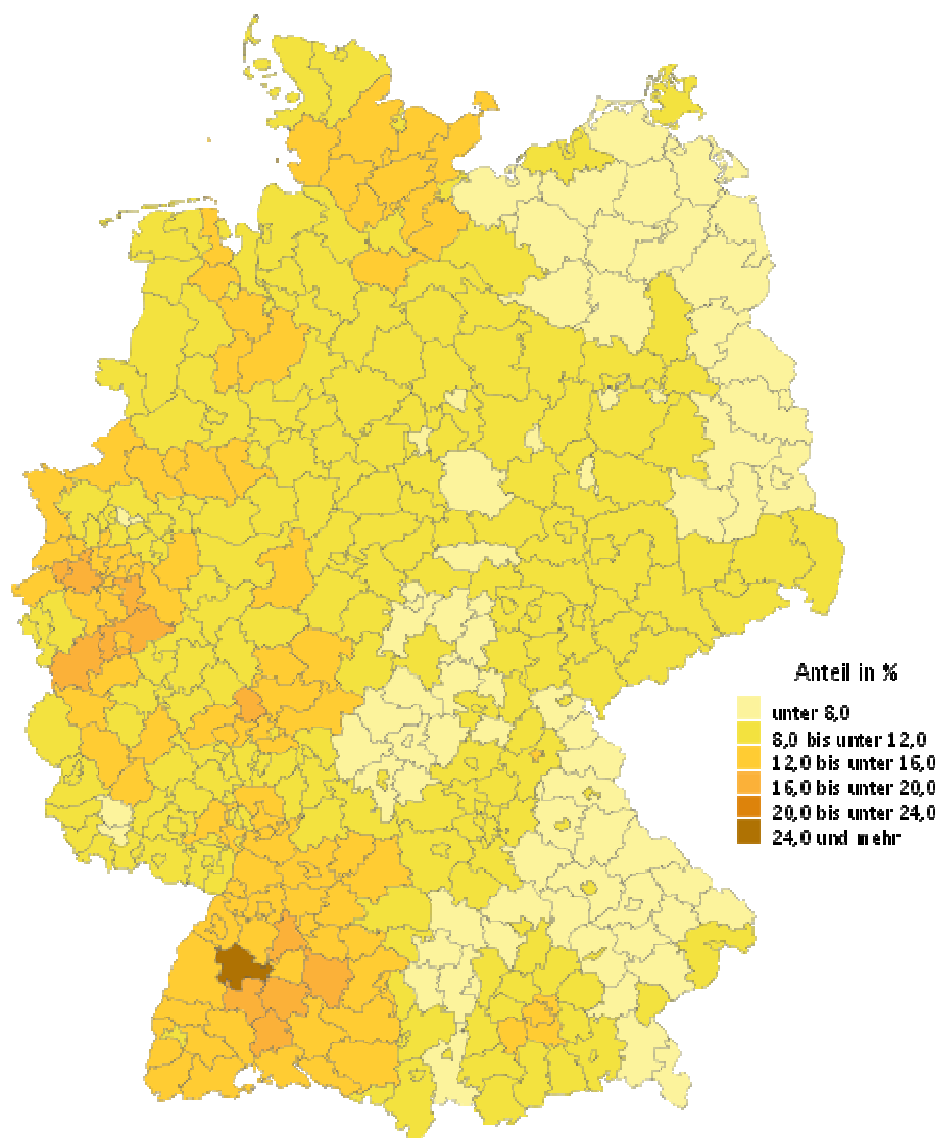 Anteil in %
unter 8,0
8,0 bis unter 12,0
12,0 bis unter 16,0
16,0 bis unter 20,0
20,0 bis unter 24,0
24,0 und mehr